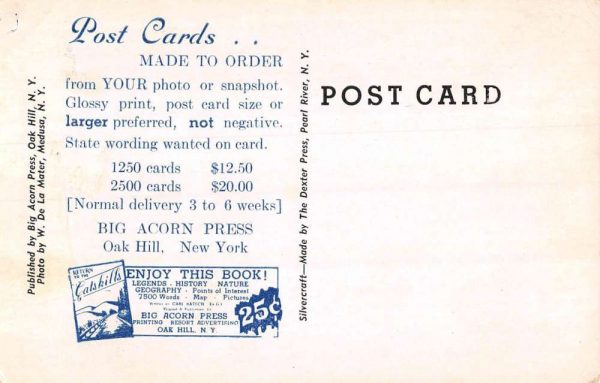 Published by Big Acorn Press, Oak Hill, N. Y.
Photo by W. De La Mater, Medusa, N. Y.
Post Cards . .
MADE TO ORDER
from YOUR photo or snapshot.
Glossy print, post card size or
larger preferred, not negative.
State wording wanted on card.
1250 cards $12.50
2500 cards $20.00
[Normal delivery 3 to 6 weeks]
BIG ACORN PRESS
Oak Hill, New York
RETURN
TO THE
Catskills
ENJOY THIS BOOK!
LEGENDS - HISTORY NATURE
GEOGRAPHY - Points of Interest
7500 Words - Map - Pictures
BIG ACORN PRESS
PRINTING RESORT ADVERTISING
OAK HILL, N. Y.
25¢
Silvercraft—Made by The Dexter Press, Pearl River, N. Y.
POST CARD